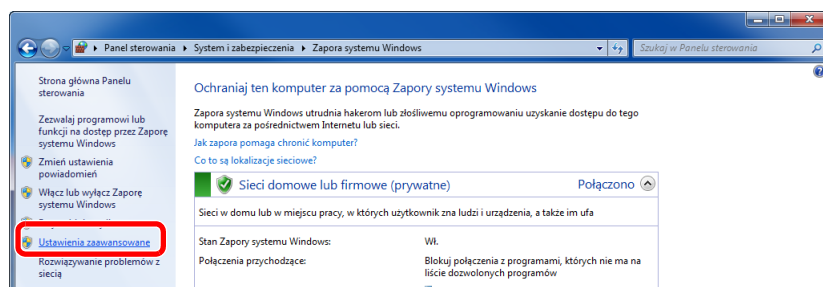 Panel sterowania ▸ System i zabezpieczenia ▸ Zapora systemu Windows
Szukaj w Panelu sterowania
Strona główna Panelu
sterowania
Zezwalaj programowi lub
funkcji na dostęp przez Zaporę
systemu Windows
Zmień ustawienia
powiadomień
Włącz lub wyłącz Zaporę
systemu Windows
Ustawienia zaawansowane
Rozwiązywanie problemów z
siecią
Ochraniaj ten komputer za pomocą Zapory systemu Windows
Zapora systemu Windows utrudnia hakerom lub złośliwemu oprogramowaniu uzyskanie dostępu do tego
komputera za pośrednictwem Internetu lub sieci.
Jak zapora pomaga chronić komputer?
Co to są lokalizacje sieciowe?
Sieci domowe lub firmowe (prywatne) Połączono
Sieci w domu lub w miejscu pracy, w których użytkownik zna ludzi i urządzenia, a także im ufa
Stan Zapory systemu Windows: Wł.
Połączenia przychodzące: Blokuj połączenia z programami, których nie ma na
liście dozwolonych programów